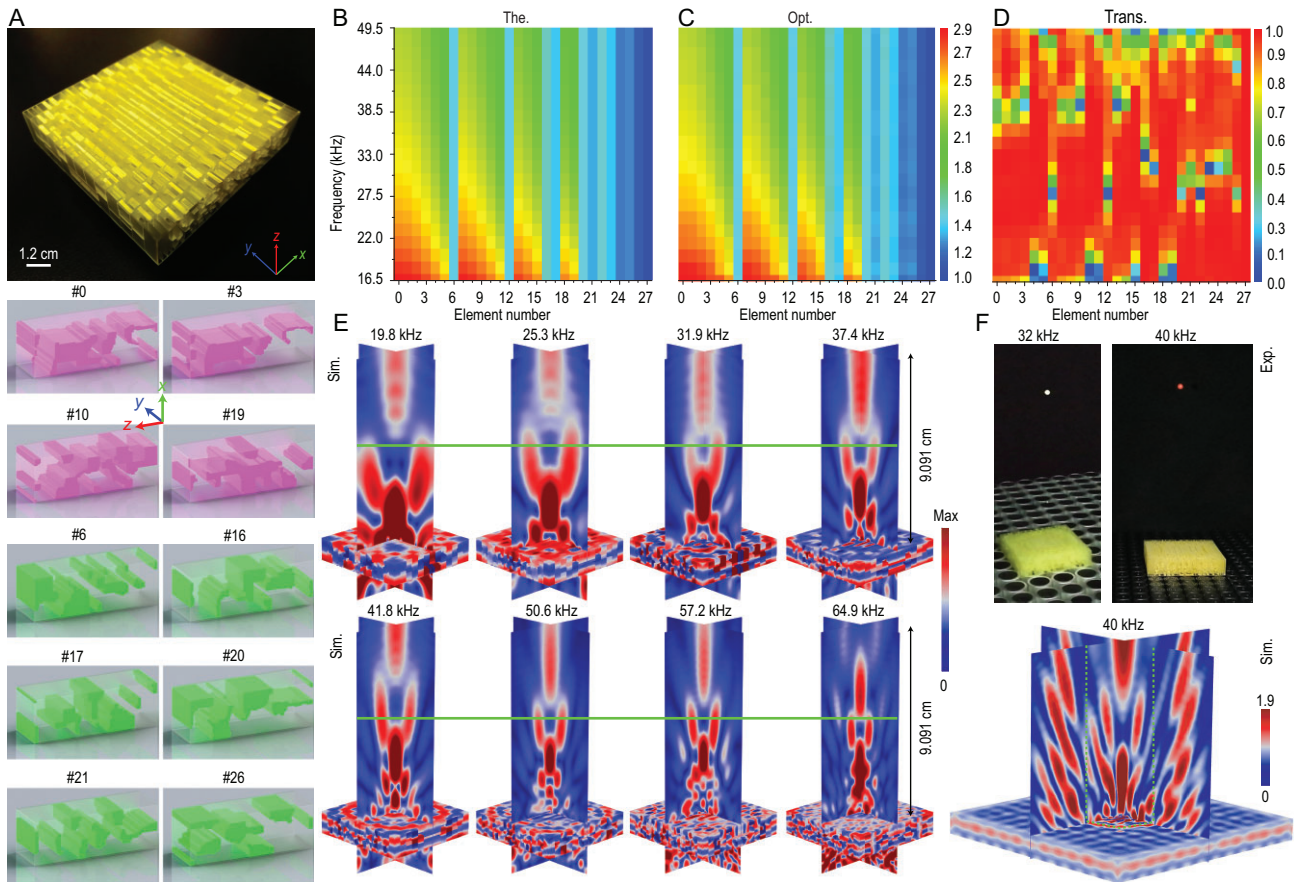 A
1.2 cm
y
z
x
#0
#3
#10
#19
x
y
z
#6
#16
#17
#20
#21
#26
B
The.
Frequency (kHz)
49.5
44.0
38.5
33.0
27.5
22.0
16.5
0 3 6 9 12 15 18 21 24 27
Element number
C
Opt.
0 3 6 9 12 15 18 21 24 27
Element number
2.9
2.7
2.5
2.3
2.1
1.8
1.6
1.4
1.2
1.0
D
Trans.
0 3 6 9 12 15 18 21 24 27
1.0
0.9
0.8
0.7
0.6
0.5
0.4
0.3
0.1
0.0
E
Sim.
19.8 kHz
25.3 kHz
31.9 kHz
37.4 kHz
9.091 cm
Sim.
41.8 kHz
50.6 kHz
57.2 kHz
64.9 kHz
9.091 cm
Max
0
F
32 kHz
40 kHz
Exp.
40 kHz
Sim.
1.9
0